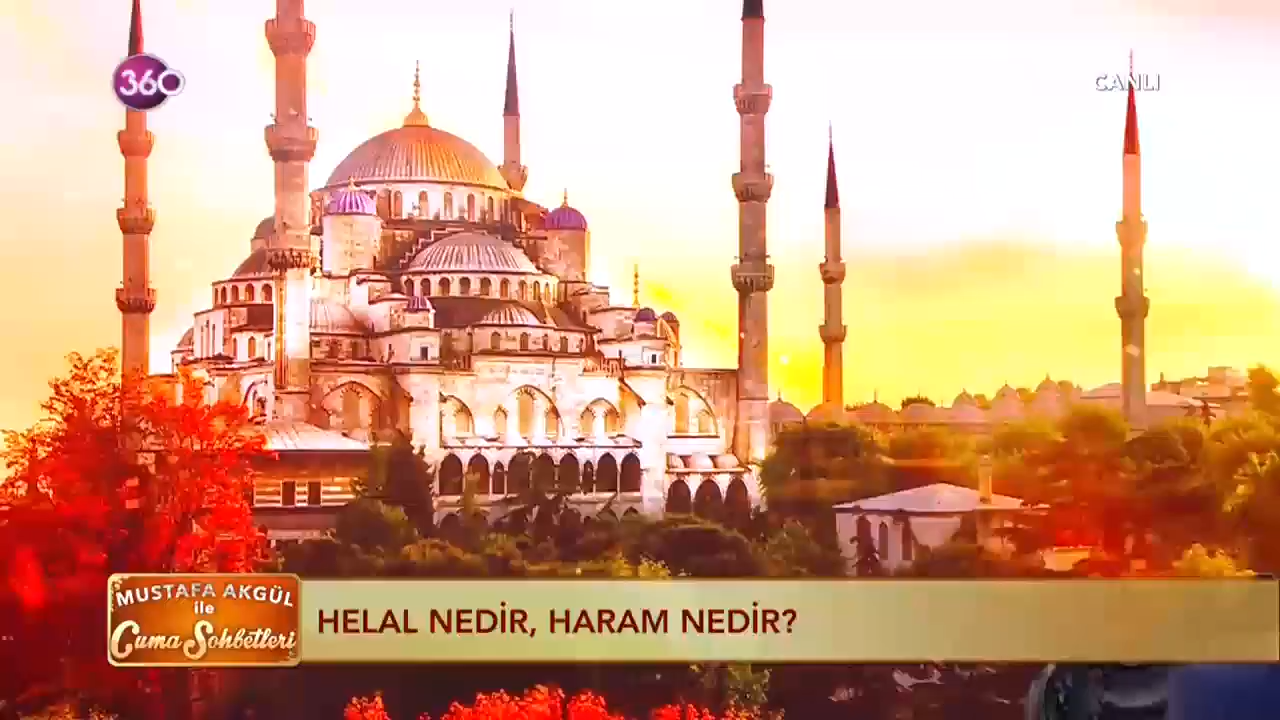 360
CANLI
MUSTAFA AKGÜL
ile
Cuma Sohbetleri
HELAL NEDİR, HARAM NEDİR?